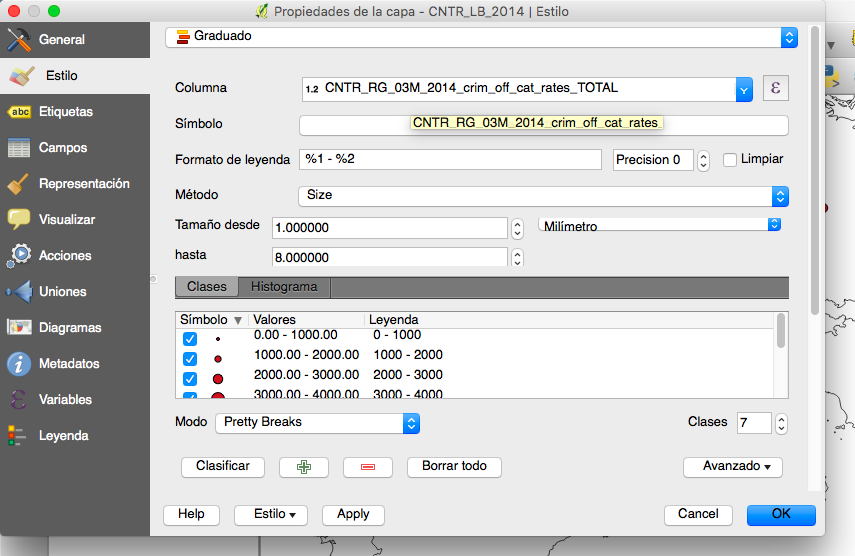 Propiedades de la capa - CNTR_LB_2014 | Estilo
General
Estilo
Etiquetas
abc
Campos
Representación
Visualizar
Acciones
Uniones
Diagramas
Metadatos
Variables
Leyenda
Graduado
Columna
1.2 CNTR_RG_03M_2014_crim_off_cat_rates_TOTAL
ε
Símbolo
CNTR_RG_03M_2014_crim_off_cat_rates
Formato de leyenda
%1 - %2
Precision 0
Limpiar
Método
Size
Tamaño desde
1.000000
Milímetro
hasta
8.000000
Clases
Histograma
Símbolo
Valores
Leyenda
0.00 - 1000.00
0 - 1000
1000.00 - 2000.00
1000 - 2000
2000.00 - 3000.00
2000 - 3000
3000.00 - 4000.00
3000 - 4000
Modo
Pretty Breaks
Clases
7
Clasificar
Borrar todo
Avanzado
Help
Estilo
Apply
Cancel
OK